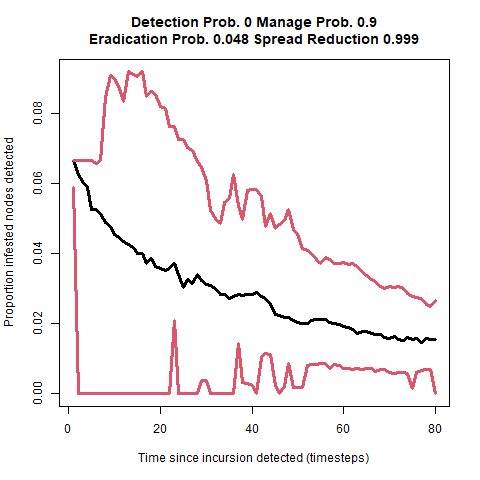 Detection Prob. 0 Manage Prob. 0.9
Eradication Prob. 0.048 Spread Reduction 0.999
Proportion infested nodes detected
0.08
0.06
0.04
0.02
0.00
0
20
40
60
80
Time since incursion detected (timesteps)